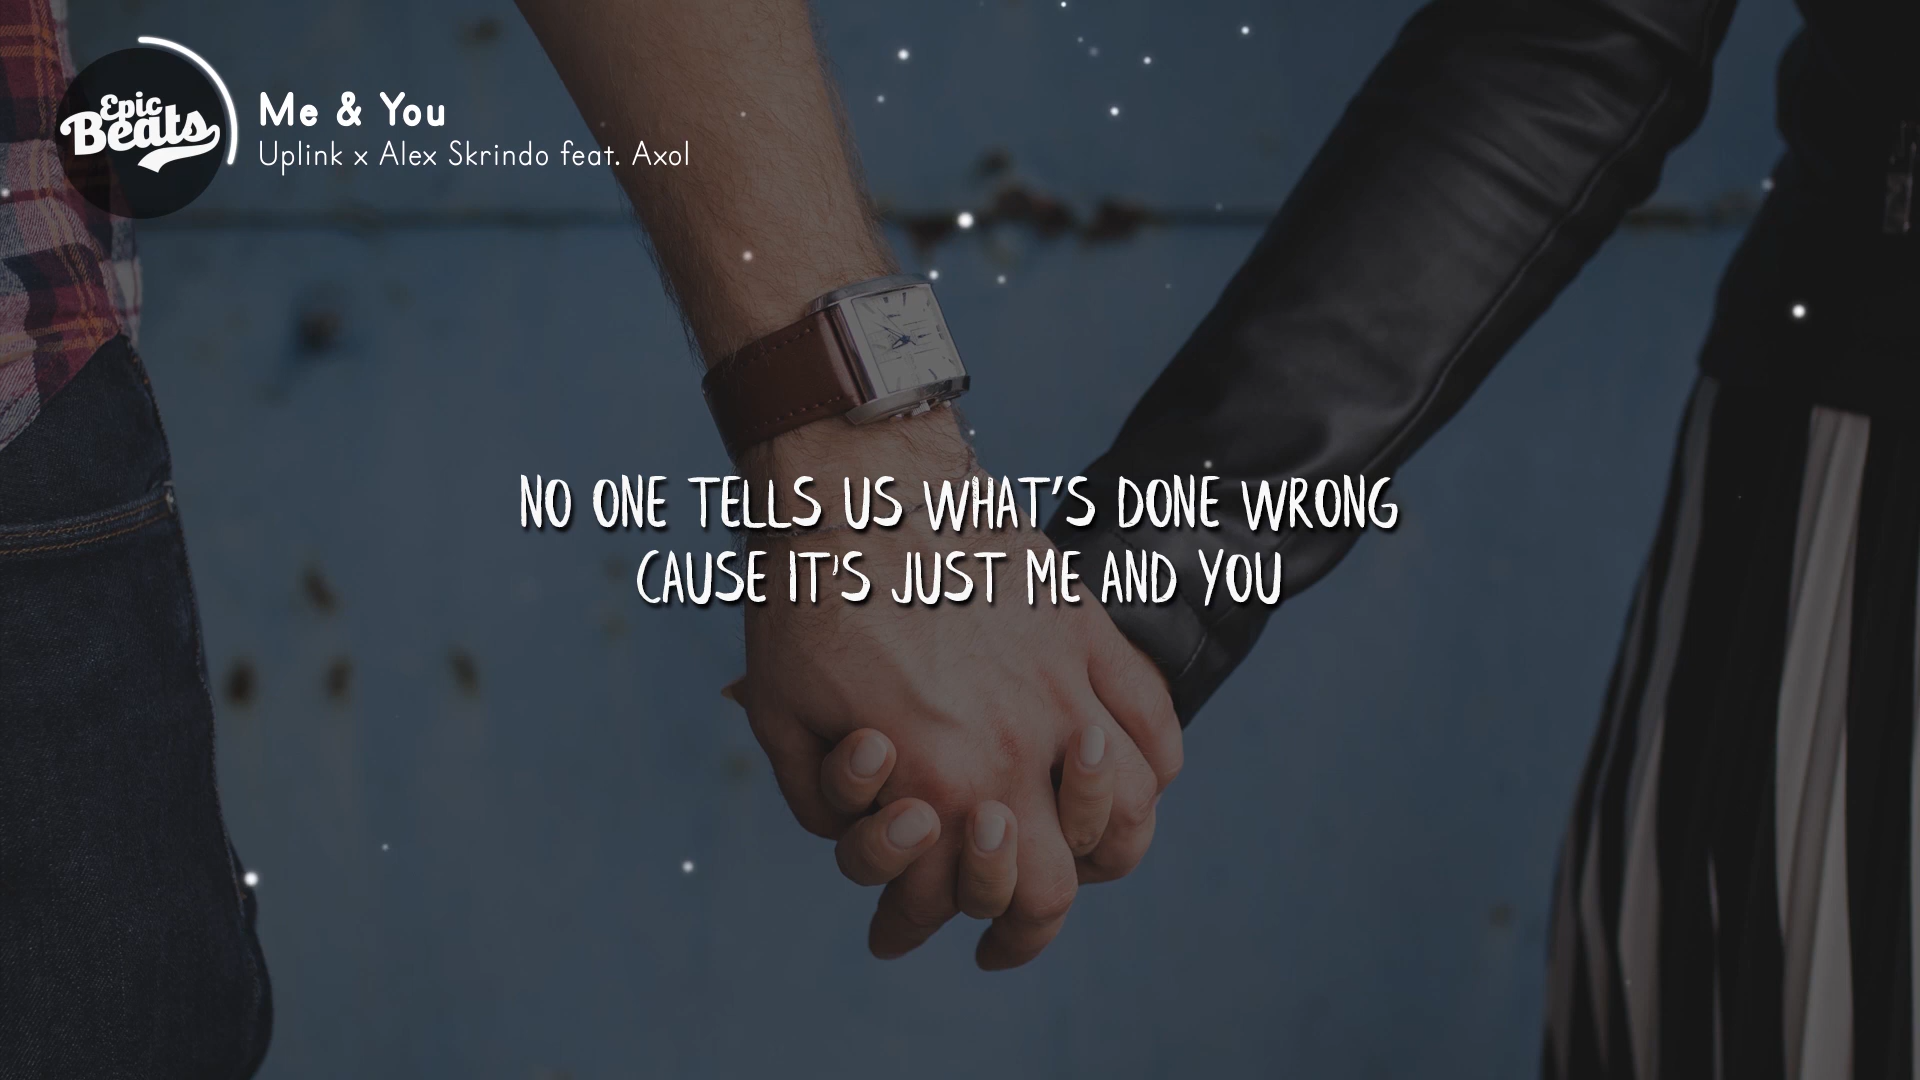 Epic
Beats
Me & You
Uplink x Alex Skrindo feat. Axol
NO ONE TELLS US WHAT'S DONE WRONG
CAUSE IT'S JUST ME AND YOU